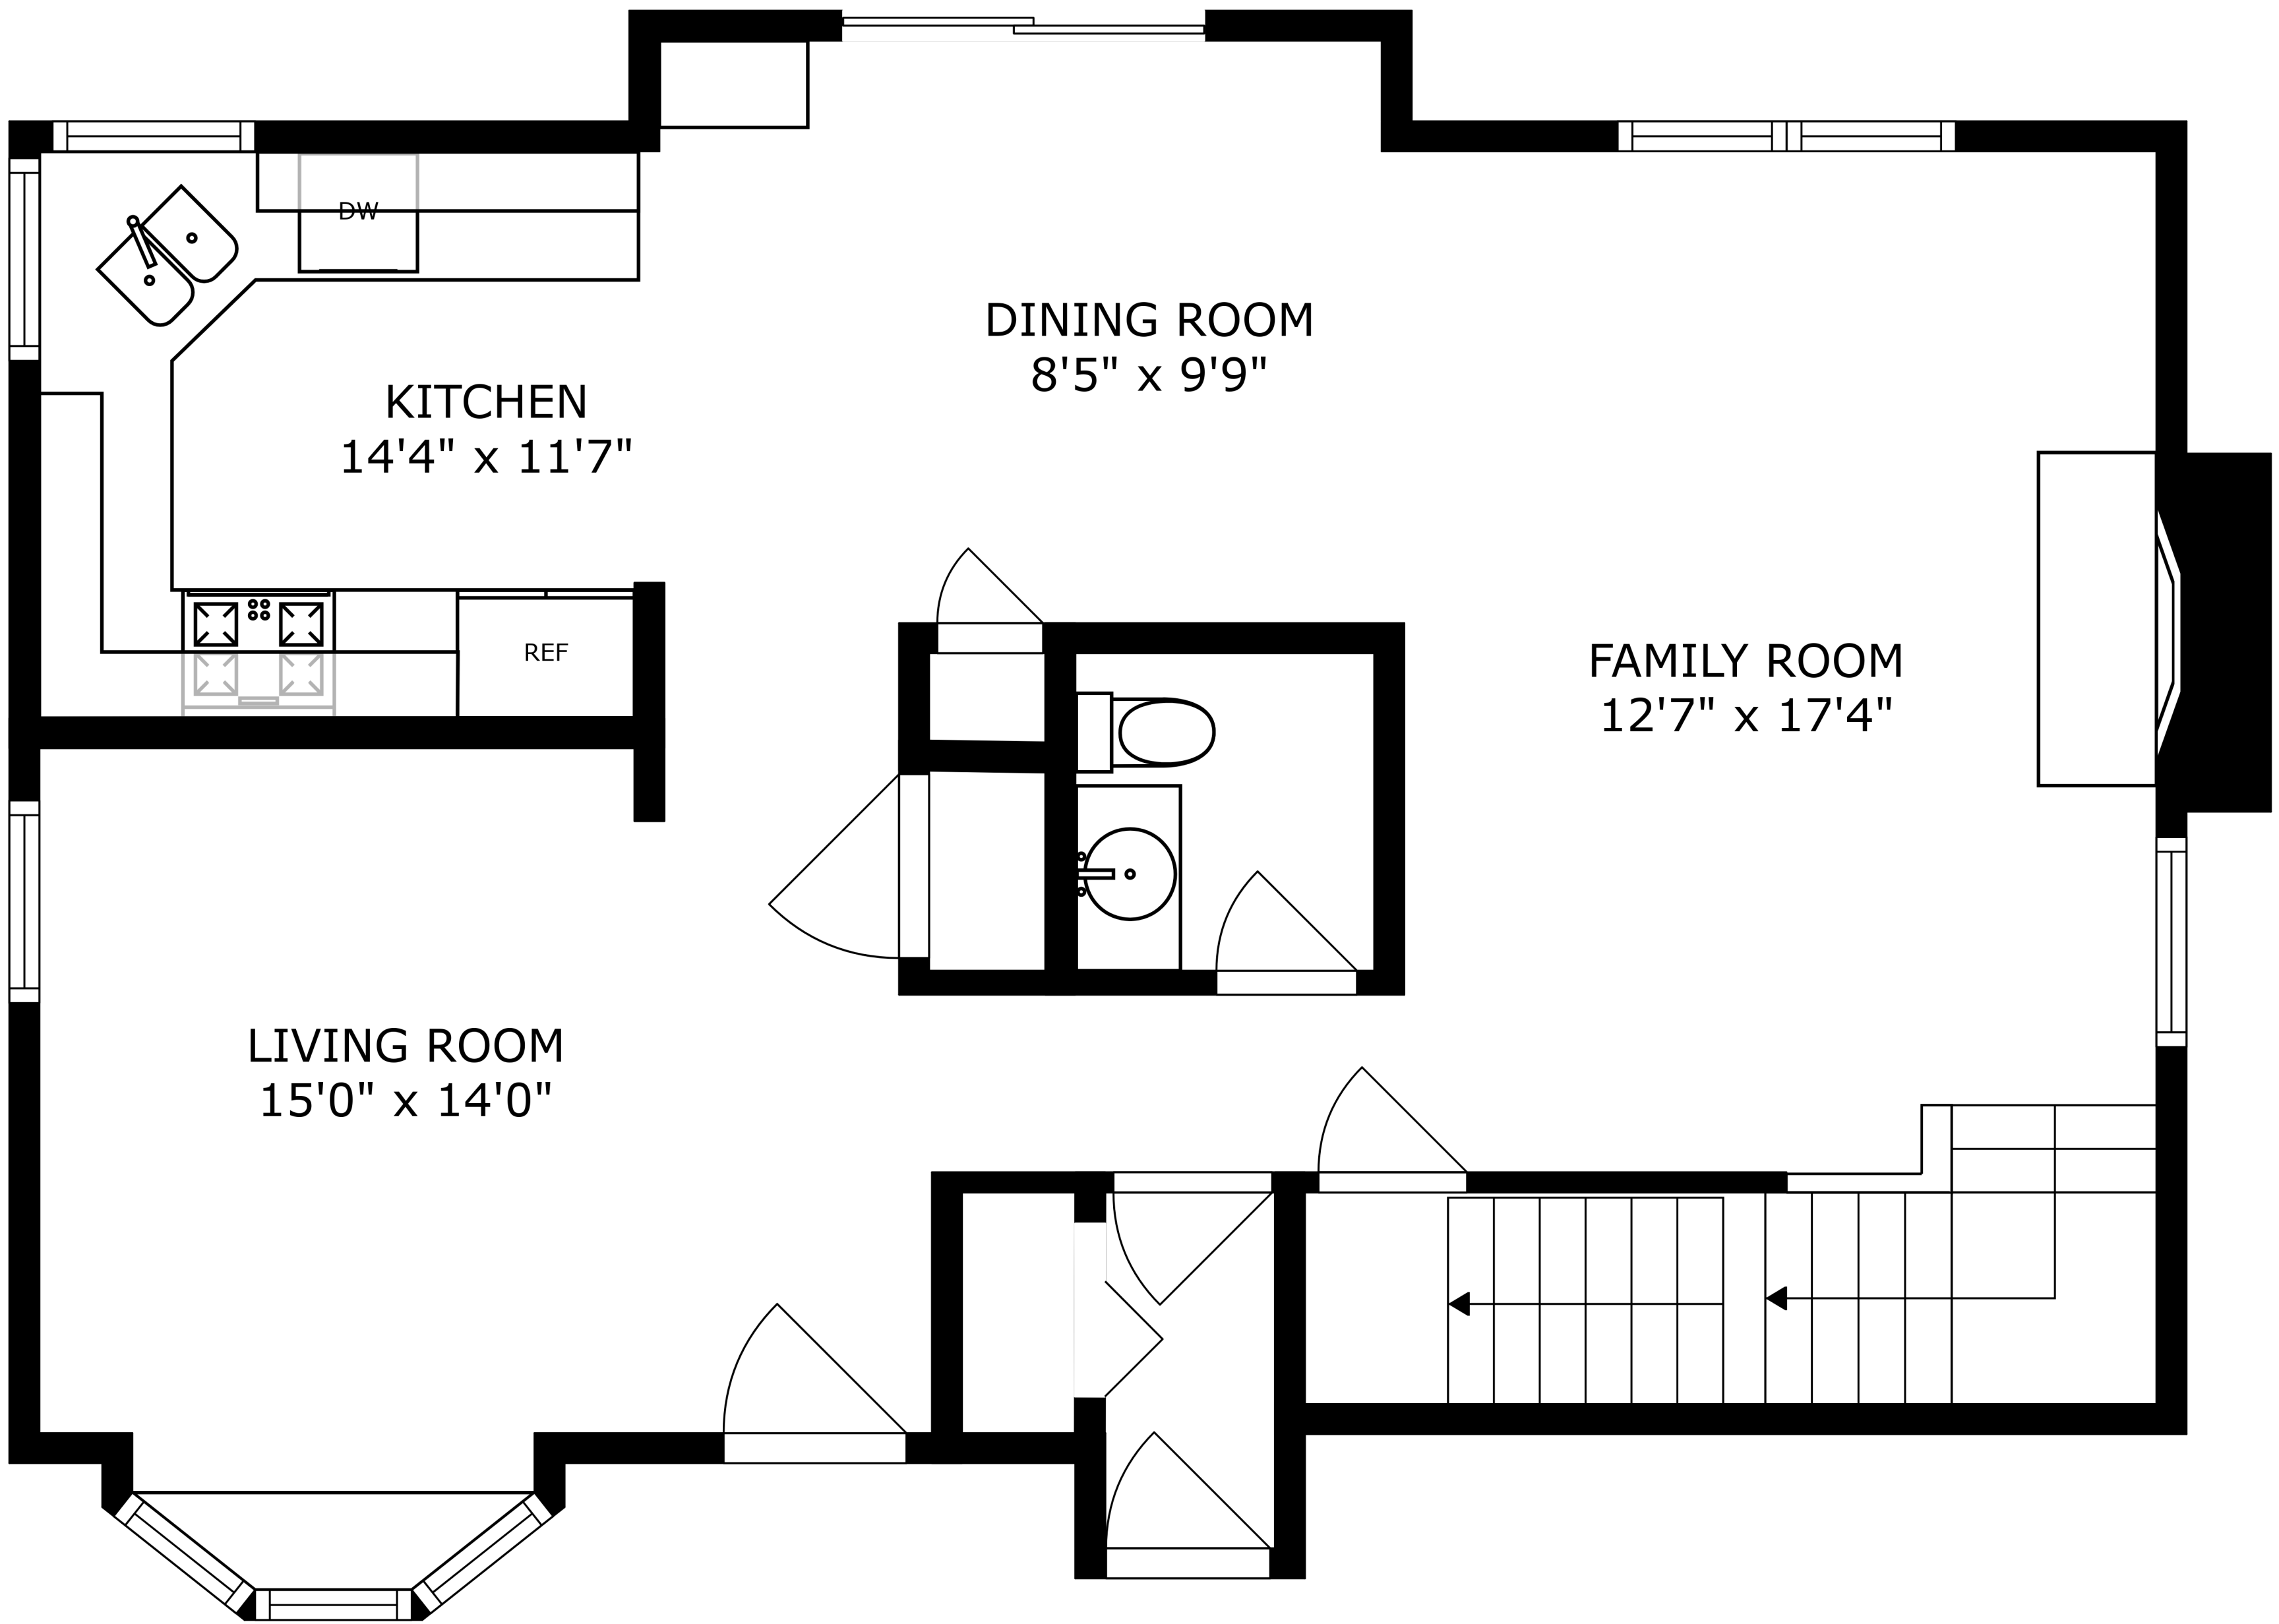 DW
DINING ROOM
8'5" x 9'9"
KITCHEN
14'4" x 11'7"
REF
FAMILY ROOM
12'7" x 17'4"
LIVING ROOM
15'0" x 14'0"